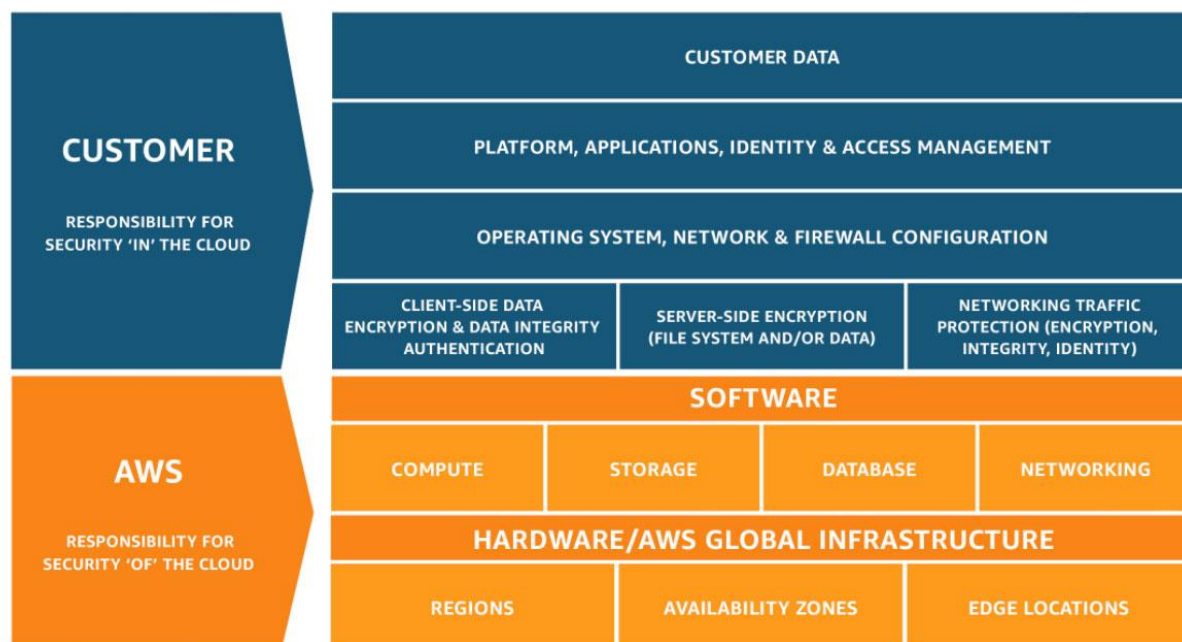 CUSTOMER
RESPONSIBILITY FOR
SECURITY ‘IN’ THE CLOUD
CUSTOMER DATA
PLATFORM, APPLICATIONS, IDENTITY & ACCESS MANAGEMENT
OPERATING SYSTEM, NETWORK & FIREWALL CONFIGURATION
CLIENT-SIDE DATA
ENCRYPTION & DATA INTEGRITY
AUTHENTICATION
SERVER-SIDE ENCRYPTION
(FILE SYSTEM AND/OR DATA)
NETWORKING TRAFFIC
PROTECTION (ENCRYPTION,
INTEGRITY, IDENTITY)
AWS
RESPONSIBILITY FOR
SECURITY ‘OF’ THE CLOUD
SOFTWARE
COMPUTE
STORAGE
DATABASE
NETWORKING
HARDWARE/AWS GLOBAL INFRASTRUCTURE
REGIONS
AVAILABILITY ZONES
EDGE LOCATIONS